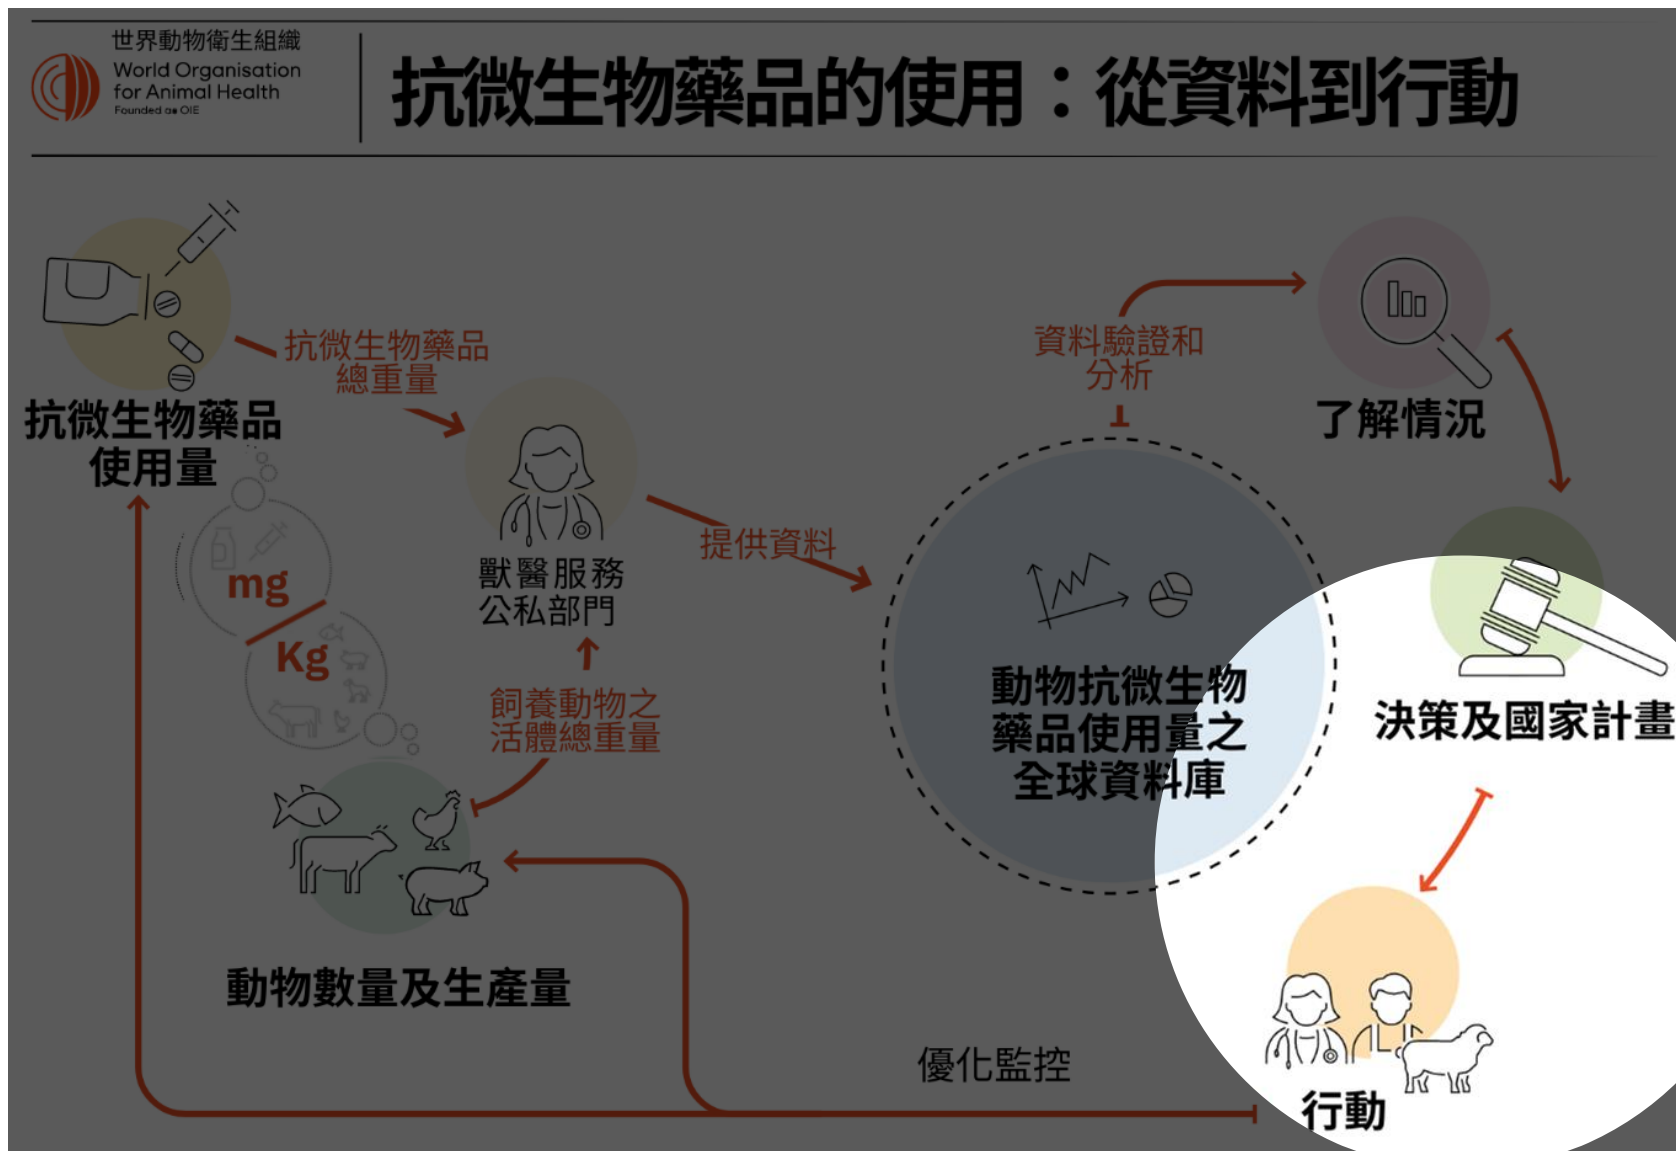 世界動物衛生組織
World Organisation
for Animal Health
Founded as OIE
抗微生物藥品的使用：從資料到行動
抗微生物藥品
使用量
抗微生物藥品
總重量
mg
Kg
獸醫服務
公私部門
飼養動物之
活體總重量
動物數量及生產量
提供資料
動物抗微生物
藥品使用量之
全球資料庫
資料驗證和
分析
了解情況
決策及國家計畫
行動
優化監控